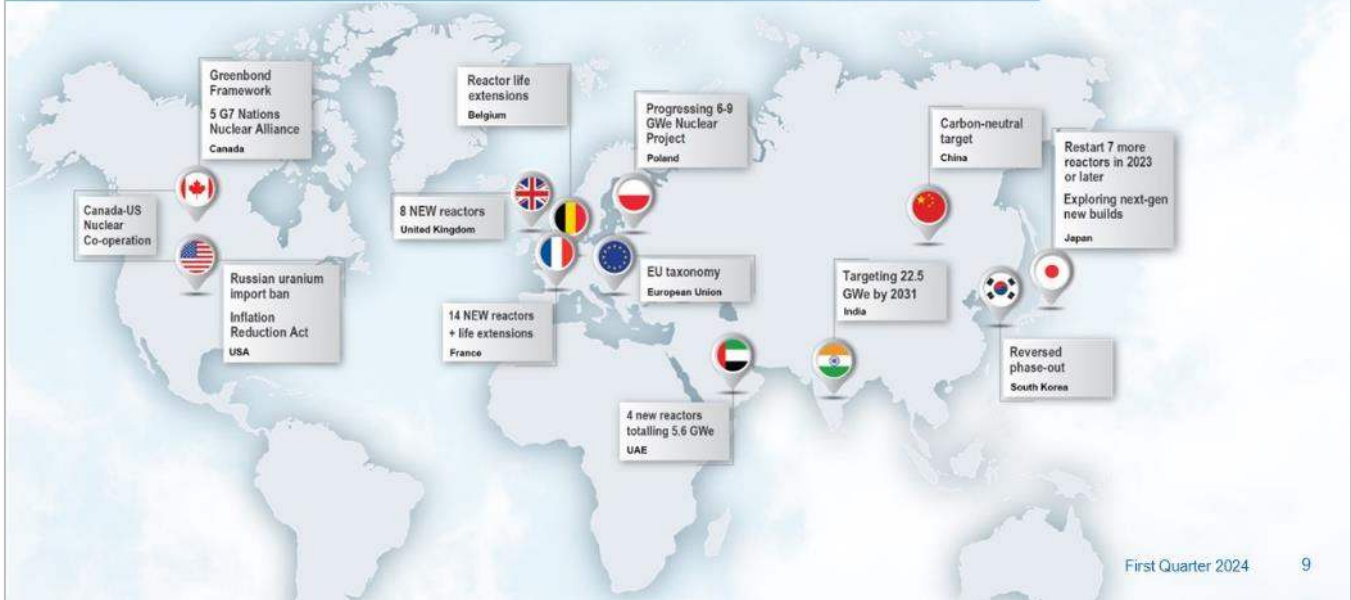 Greenbond
Framework
5 G7 Nations
Nuclear Alliance
Canada
Canada-US
Nuclear
Co-operation
Russian uranium
import ban
Inflation
Reduction Act
USA
Reactor life
extensions
Belgium
8 NEW reactors
United Kingdom
14 NEW reactors
+ life extensions
France
Progressing 6-9
GWe Nuclear
Project
Poland
EU taxonomy
European Union
4 new reactors
totalling 5.6 GWe
UAE
Targeting 22.5
GWe by 2031
India
Carbon-neutral
target
China
Restart 7 more
reactors in 2023
or later
Exploring next-gen
new builds
Japan
Reversed
phase-out
South Korea
First Quarter 2024 9